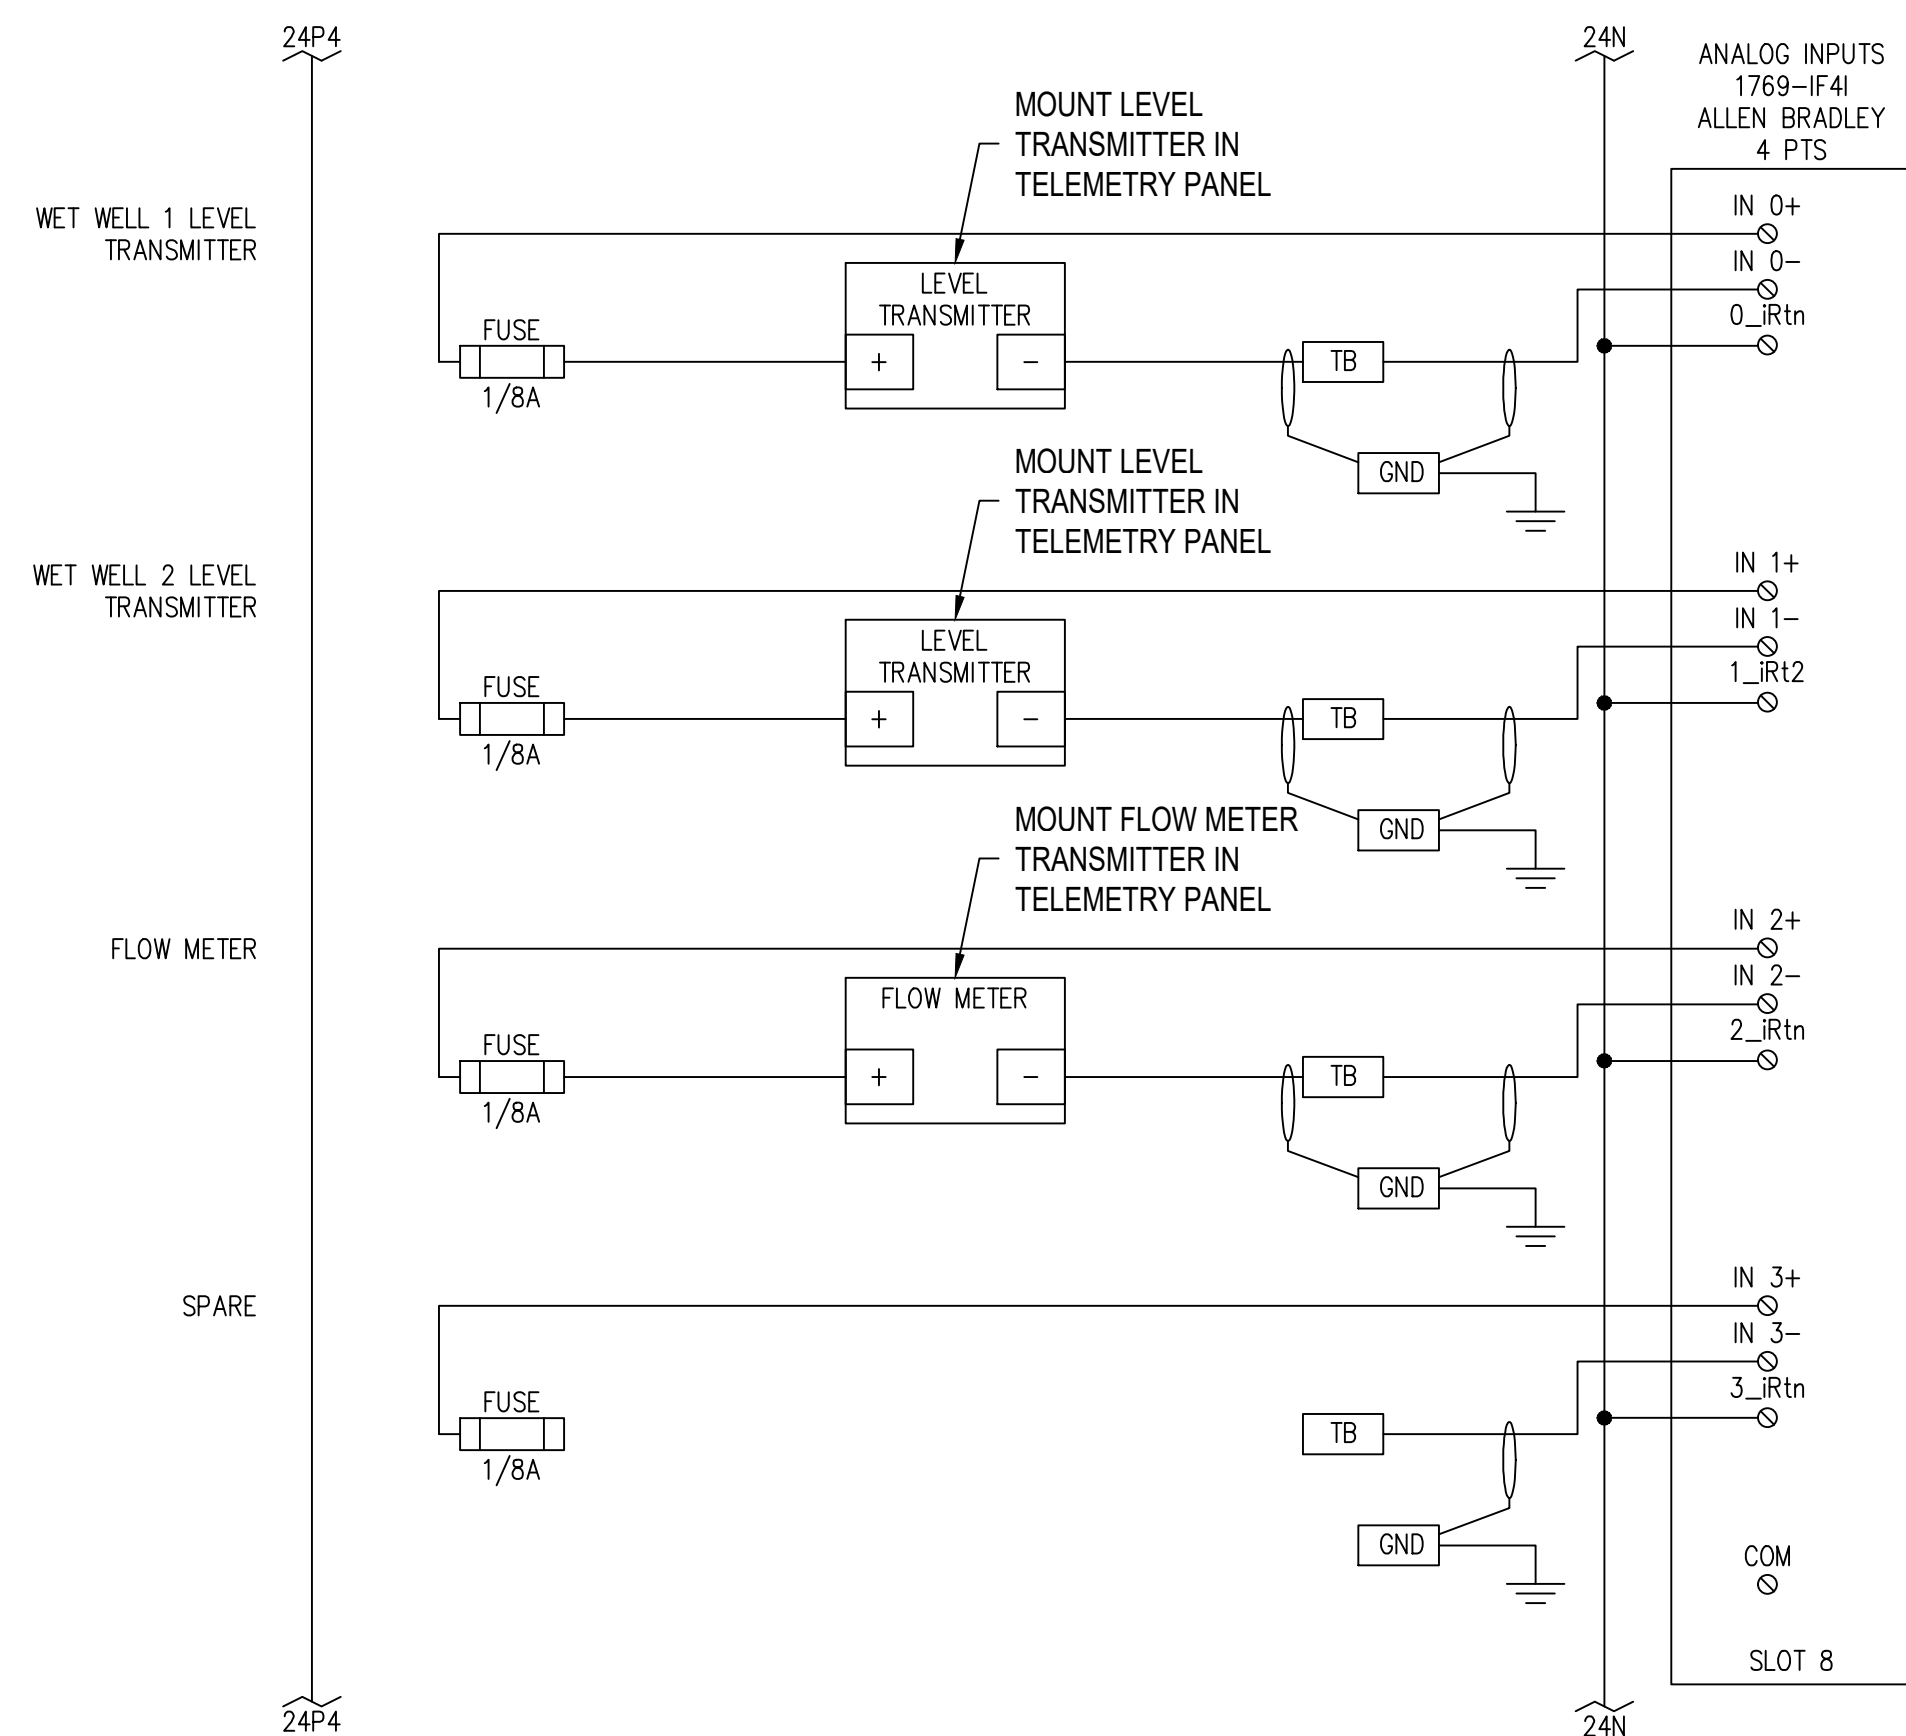 24P4
24N
ANALOG INPUTS
1769-IF4I
ALLEN BRADLEY
4 PTS
MOUNT LEVEL
TRANSMITTER IN
TELEMETRY PANEL
WET WELL 1 LEVEL
TRANSMITTER
IN 0+
IN 0-
0_iRtn
LEVEL
TRANSMITTER
FUSE
1/8A
+
-
TB
GND
MOUNT LEVEL
TRANSMITTER IN
TELEMETRY PANEL
WET WELL 2 LEVEL
TRANSMITTER
IN 1+
IN 1-
1_iRt2
LEVEL
TRANSMITTER
FUSE
1/8A
+
-
TB
GND
MOUNT FLOW METER
TRANSMITTER IN
TELEMETRY PANEL
FLOW METER
IN 2+
IN 2-
2_iRtn
FLOW METER
FUSE
1/8A
+
-
TB
GND
SPARE
IN 3+
IN 3-
3_iRtn
FUSE
1/8A
TB
GND
COM
SLOT 8
24P4
24N